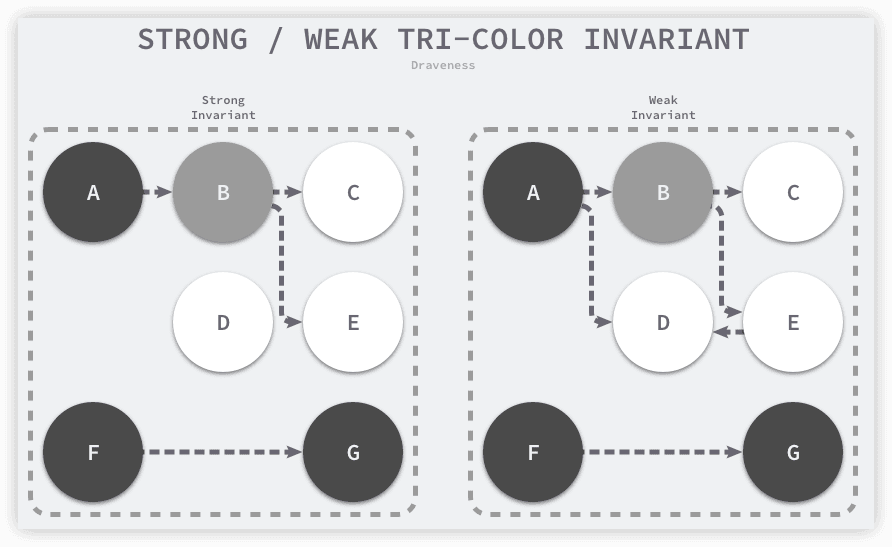 STRONG / WEAK TRI-COLOR INVARIANT
Draveness
Strong
Invariant
A
B
C
D
E
F
G
Weak
Invariant
A
B
C
D
E
F
G